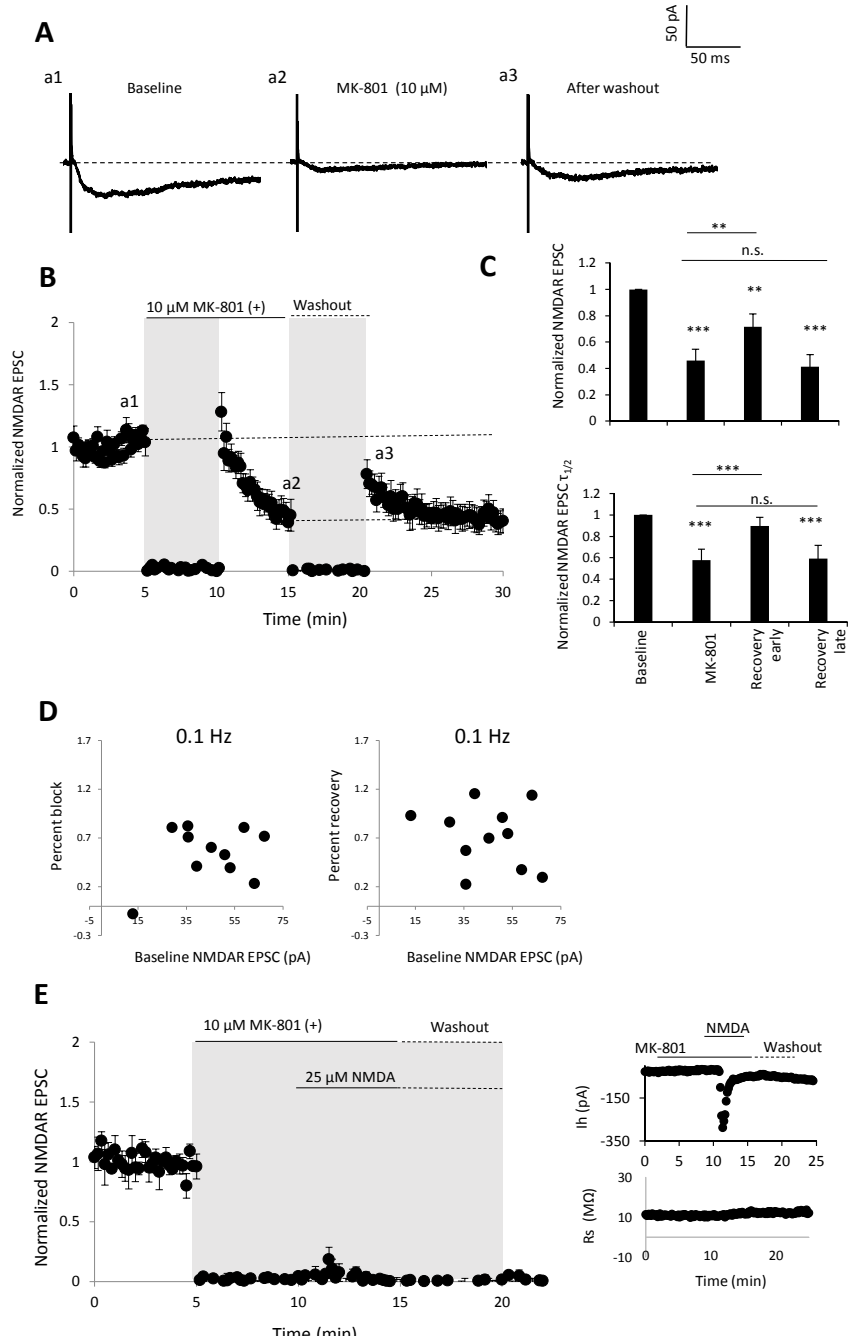 A
50 pA
50 ms
a1
Baseline
a2
MK-801 (10 µM)
a3
After washout
B
10 µM MK-801 (+)
Washout
Normalized NMDAR EPSC
2
1.5
1
0.5
0
a1
a2
a3
0 5 10 15 20 25 30
Time (min)
C
Normalized NMDAR EPSC
1.2
1
0.8
0.6
0.4
0.2
0
**
n.s.
***
**
***
Normalized NMDAR EPSC τ1/2
1.2
1
0.8
0.6
0.4
0.2
0
***
n.s.
***
***
Baseline
MK-801
Recovery early
Recovery late
D
0.1 Hz
Percent block
1.7
1.2
0.7
0.2
-0.3
-5 15 35 55 75
Baseline NMDAR EPSC (pA)
0.1 Hz
Percent recovery
1.7
1.2
0.7
0.2
-0.3
-5 15 35 55 75
Baseline NMDAR EPSC (pA)
E
10 µM MK-801 (+)
Washout
25 µM NMDA
Normalized NMDAR EPSC
2
1.5
1
0.5
0
0 5 10 15 20
Time (min)
NMDA
MK-801
Washout
Ih (pA)
-150
-350
0 5 10 15 20 25
Rs (MΩ)
30
10
-10
0 10 20
Time (min)